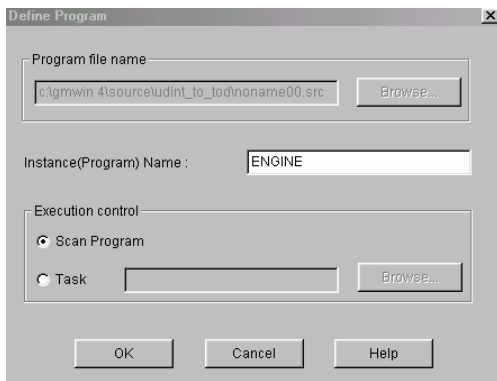 Define Program
Program file name
c:\gmwin 4\source\udint_to_tod\noname00.src
Browse...
Instance(Program) Name :
ENGINE
Execution control
Scan Program
Task
Browse...
OK
Cancel
Help